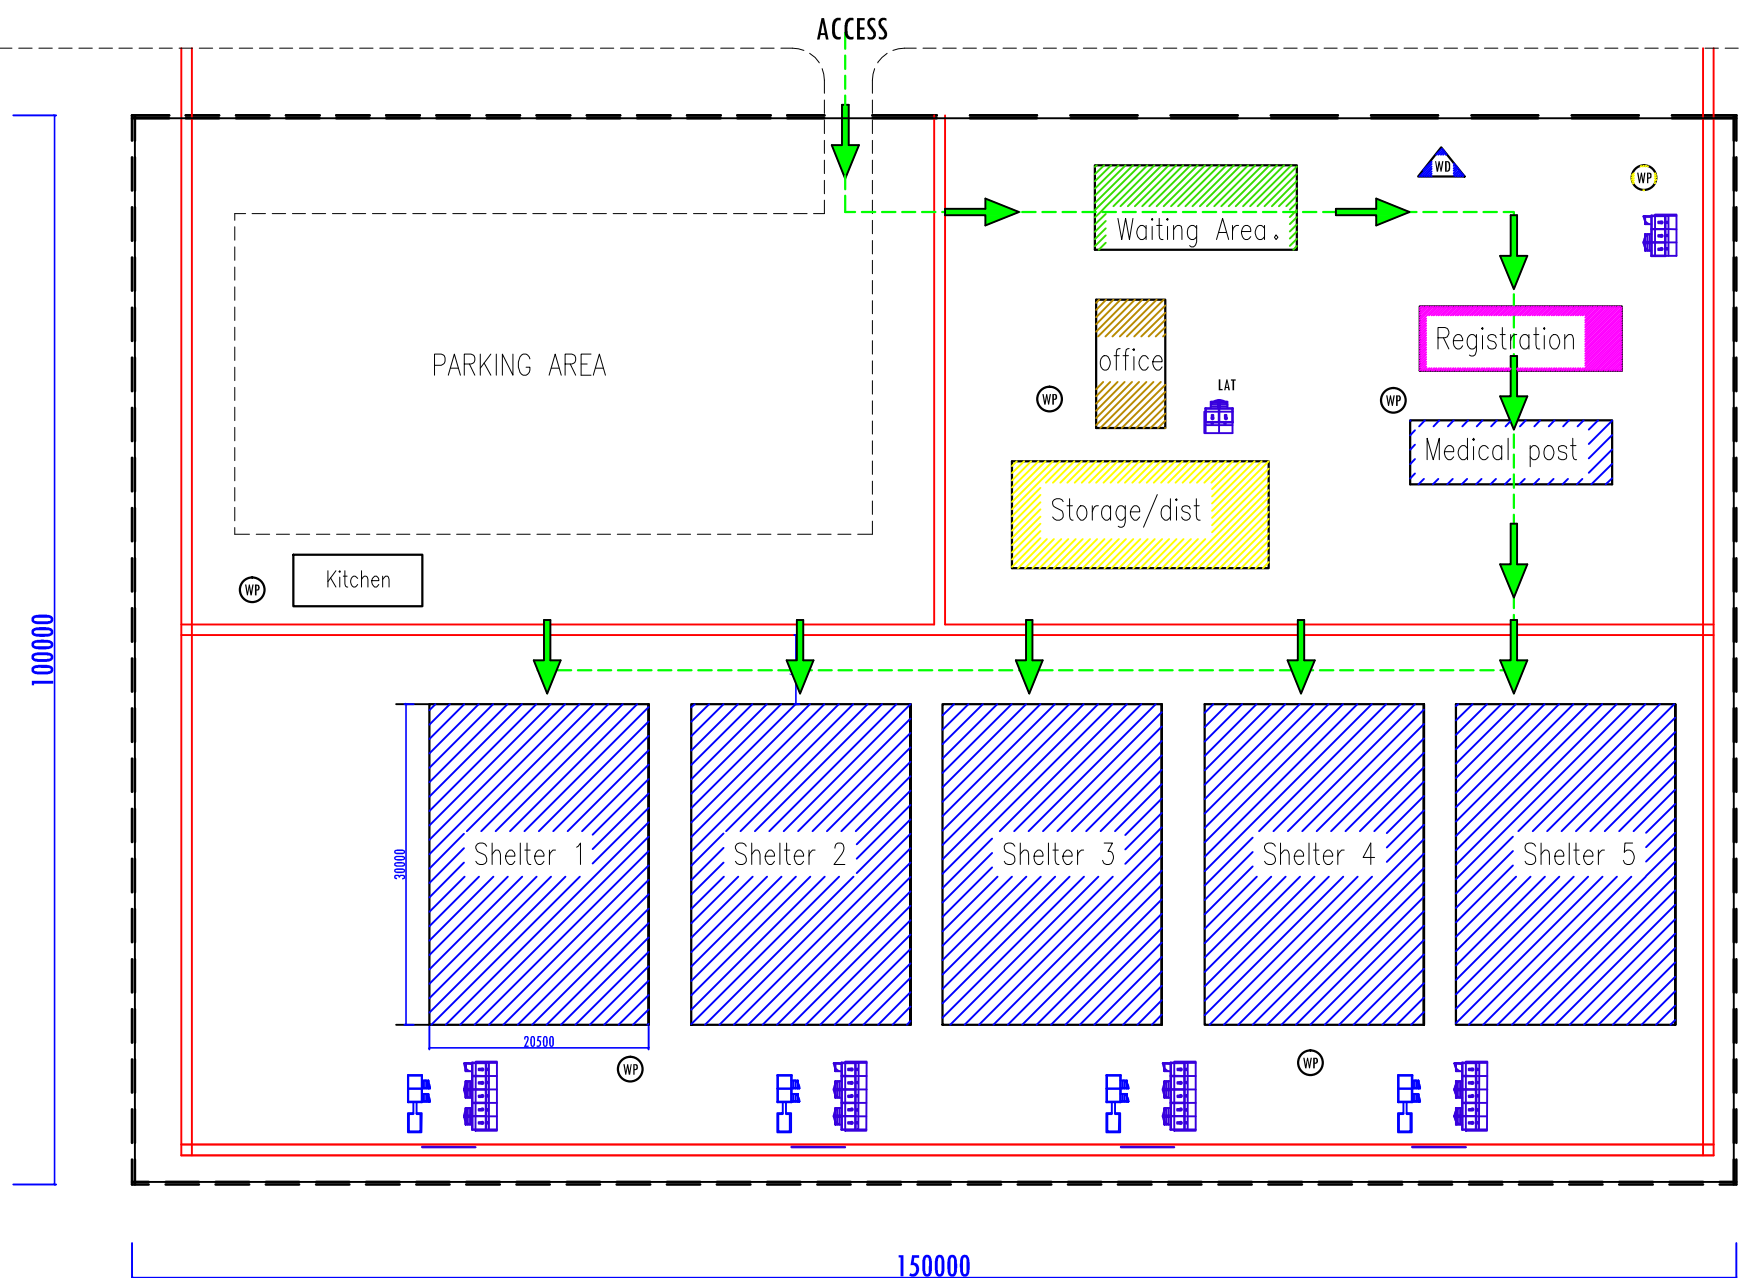 ACCESS
WD
WP
Waiting Area.
Registration
PARKING AREA
office
LAT
WP
WP
Medical post
Storage/dist
Kitchen
WP
100000
Shelter 1
Shelter 2
Shelter 3
Shelter 4
Shelter 5
30000
20500
WP
WP
150000